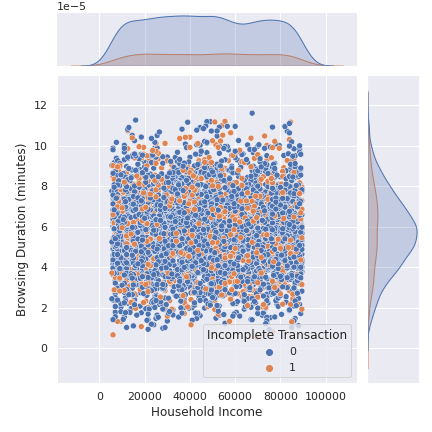 1e−5
12
10
8
6
4
2
0
Browsing Duration (minutes)
Incomplete Transaction
0
1
0 20000 40000 60000 80000 100000
Household Income